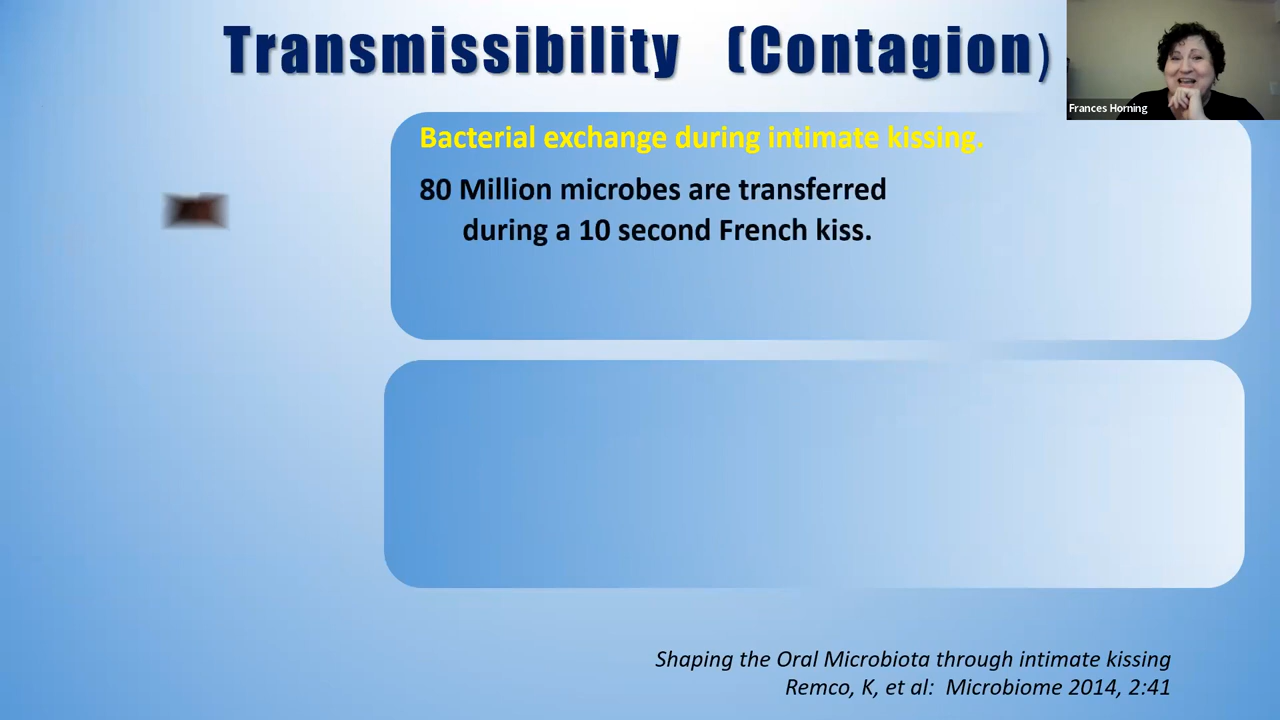 Transmissibility (Contagion)
Frances Horning
Bacterial exchange during intimate kissing.
80 Million microbes are transferred
during a 10 second French kiss.
Shaping the Oral Microbiota through intimate kissing
Remco, K, et al: Microbiome 2014, 2:41